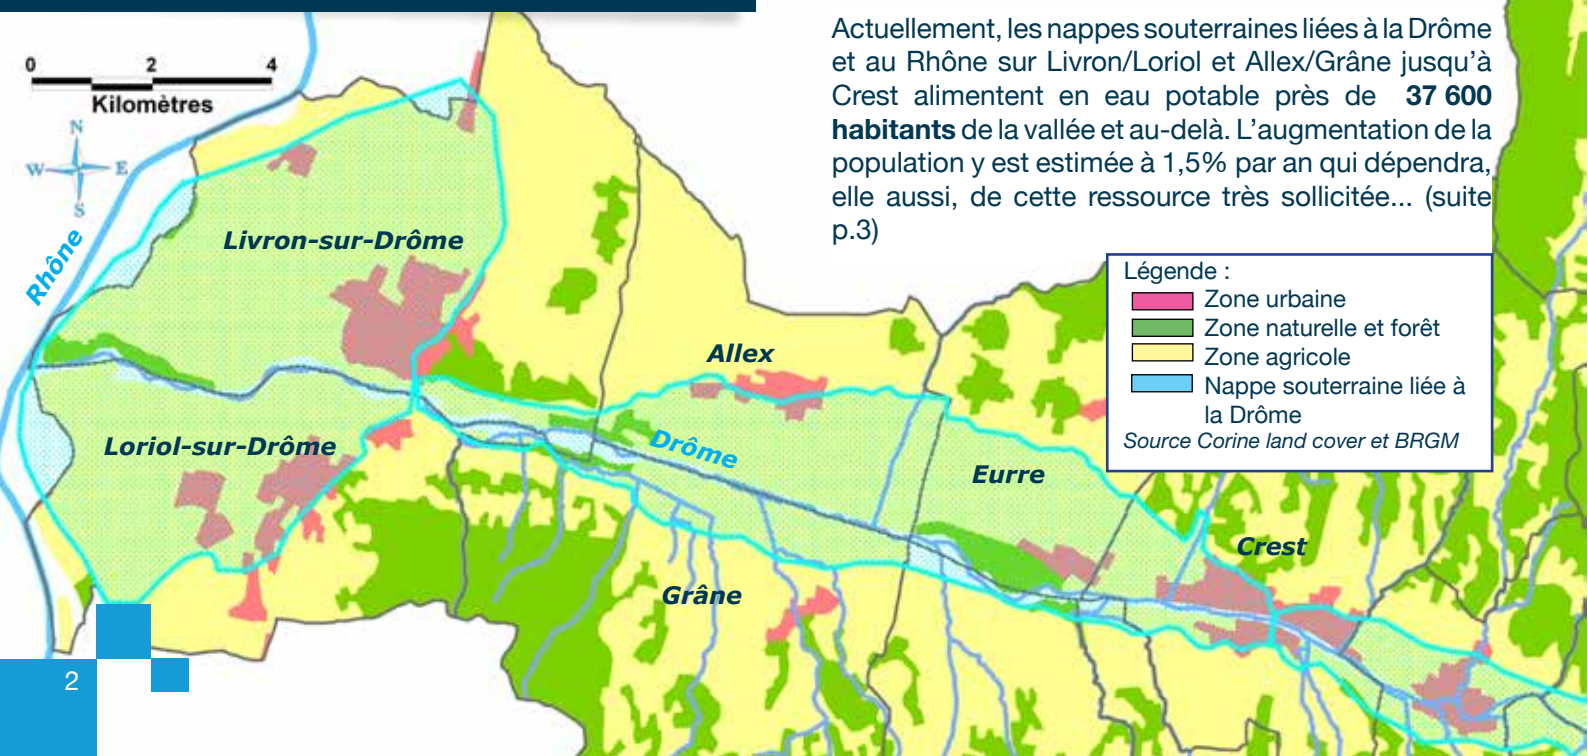 Actuellement, les nappes souterraines liées à la Drôme
et au Rhône sur Livron/Loriol et Allex/Grâne jusqu'à
Crest alimentent en eau potable près de 37 600
habitants de la vallée et au-delà. L'augmentation de la
population y est estimée à 1,5% par an qui dépendra,
elle aussi, de cette ressource très sollicitée... (suite
p.3)
0 2 4
Kilomètres
N
W E
S
Rhône
Livron-sur-Drôme
Légende :
Zone urbaine
Zone naturelle et forêt
Zone agricole
Nappe souterraine liée à
la Drôme
Source Corine land cover et BRGM
Allex
Loriol-sur-Drôme
Drôme
Eurre
Crest
Grâne
2